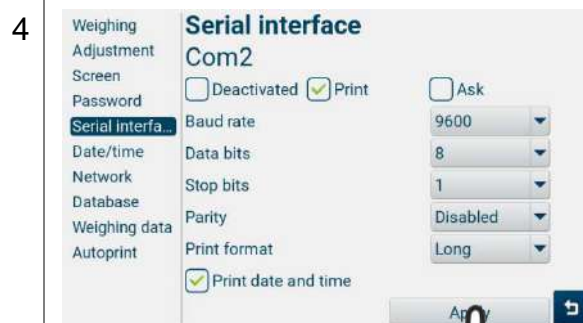 4
Weighing
Adjustment
Screen
Password
Serial interfa...
Date/time
Network
Database
Weighing data
Autoprint
Serial interface
Com2
Deactivated Print Ask
Baud rate 9600
Data bits 8
Stop bits 1
Parity Disabled
Print format Long
Print date and time